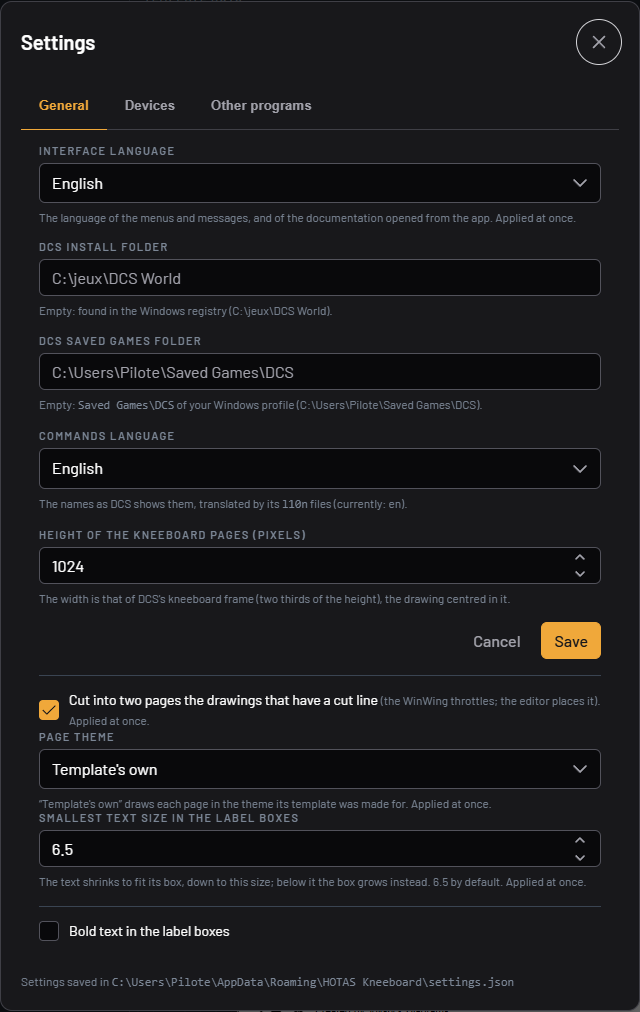 Settings
General Devices Other programs
INTERFACE LANGUAGE
English
The language of the menus and messages, and of the documentation opened from the app. Applied at once.
DCS INSTALL FOLDER
C:\jeux\DCS World
Empty: found in the Windows registry (C:\jeux\DCS World).
DCS SAVED GAMES FOLDER
C:\Users\Pilote\Saved Games\DCS
Empty: Saved Games\DCS of your Windows profile (C:\Users\Pilote\Saved Games\DCS).
COMMANDS LANGUAGE
English
The names as DCS shows them, translated by its l10n files (currently: en).
HEIGHT OF THE KNEEBOARD PAGES (PIXELS)
1024
The width is that of DCS's kneeboard frame (two thirds of the height), the drawing centred in it.
Cancel Save
Cut into two pages the drawings that have a cut line (the WinWing throttles; the editor places it).
Applied at once.
PAGE THEME
Template's own
"Template's own" draws each page in the theme its template was made for. Applied at once.
SMALLEST TEXT SIZE IN THE LABEL BOXES
6.5
The text shrinks to fit its box, down to this size; below it the box grows instead. 6.5 by default. Applied at once.
Bold text in the label boxes
Settings saved in C:\Users\Pilote\AppData\Roaming\HOTAS Kneeboard\settings.json